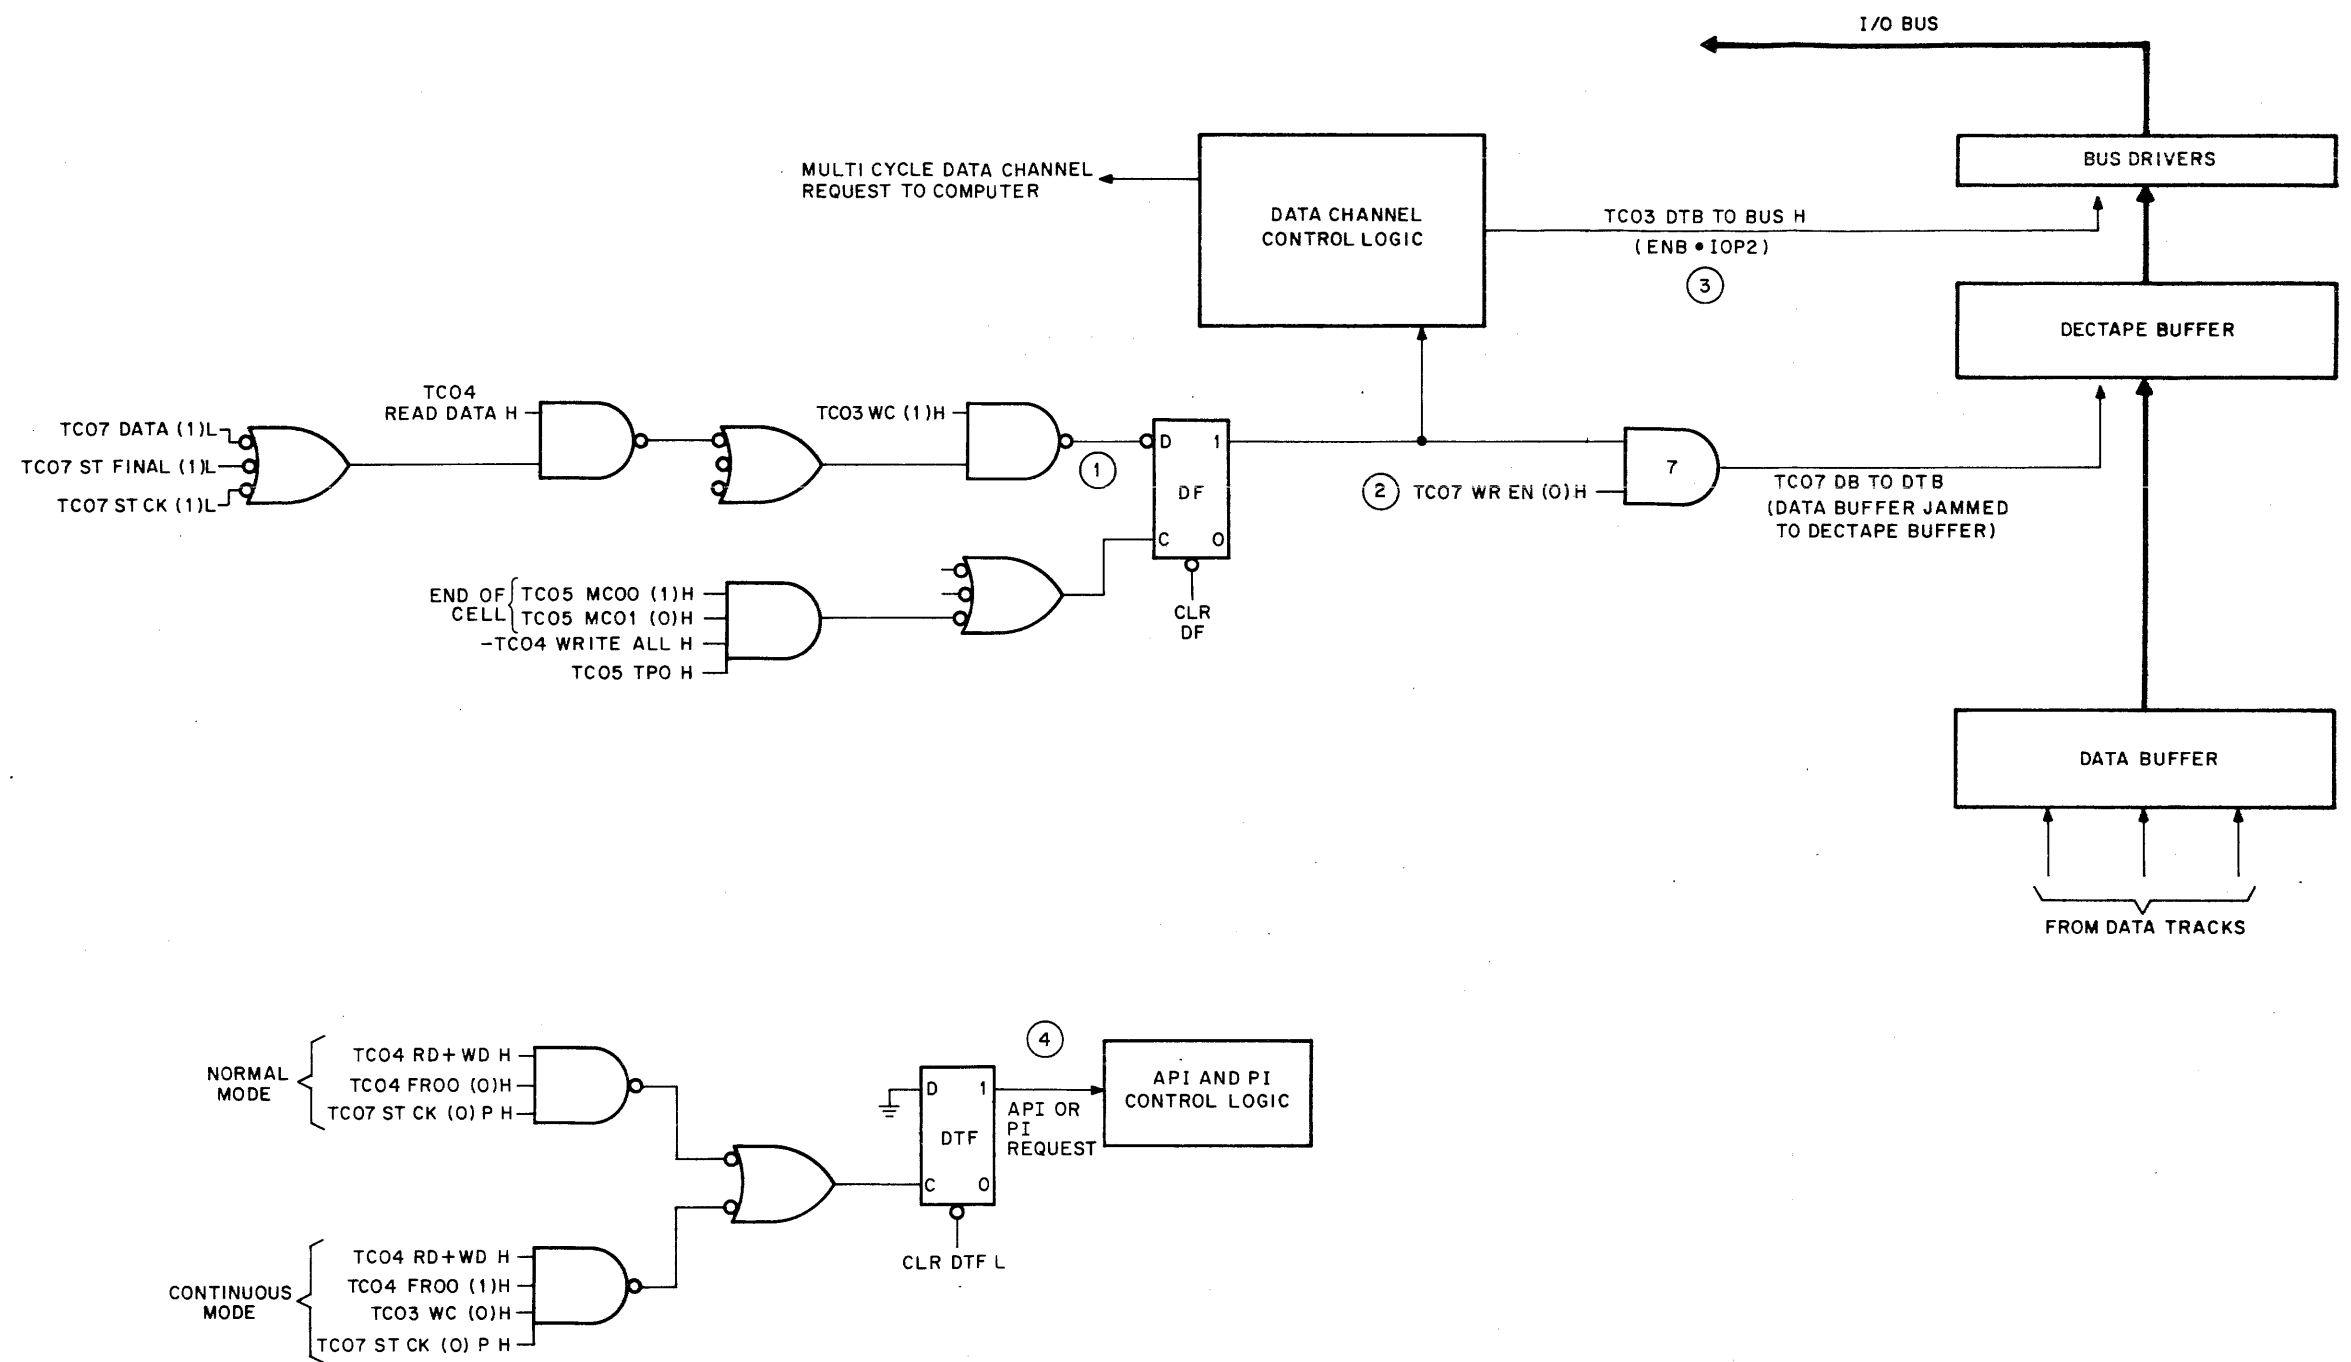 I/O BUS
BUS DRIVERS
MULTI CYCLE DATA CHANNEL
REQUEST TO COMPUTER
DATA CHANNEL
CONTROL LOGIC
TC03 DTB TO BUS H
(ENB • IOP2)
3
DECTAPE BUFFER
TC04
READ DATA H
TC07 DATA (1)L
TC07 ST FINAL (1)L
TC07 ST CK (1)L
TC03 WC (1)H
1
D 1
DF
C 0
CLR
DF
2
TC07 WR EN (0)H
7
TC07 DB TO DTB
(DATA BUFFER JAMMED
TO DECTAPE BUFFER)
END OF
CELL
TC05 MC00 (1)H
TC05 MC01 (0)H
-TC04 WRITE ALL H
TC05 TP0 H
DATA BUFFER
FROM DATA TRACKS
NORMAL
MODE
TC04 RD+WD H
TC04 FR00 (0)H
TC07 ST CK (0) P H
4
D 1
DTF
C 0
API OR
PI
REQUEST
API AND PI
CONTROL LOGIC
CLR DTF L
CONTINUOUS
MODE
TC04 RD+WD H
TC04 FR00 (1)H
TC03 WC (0)H
TC07 ST CK (0) P H